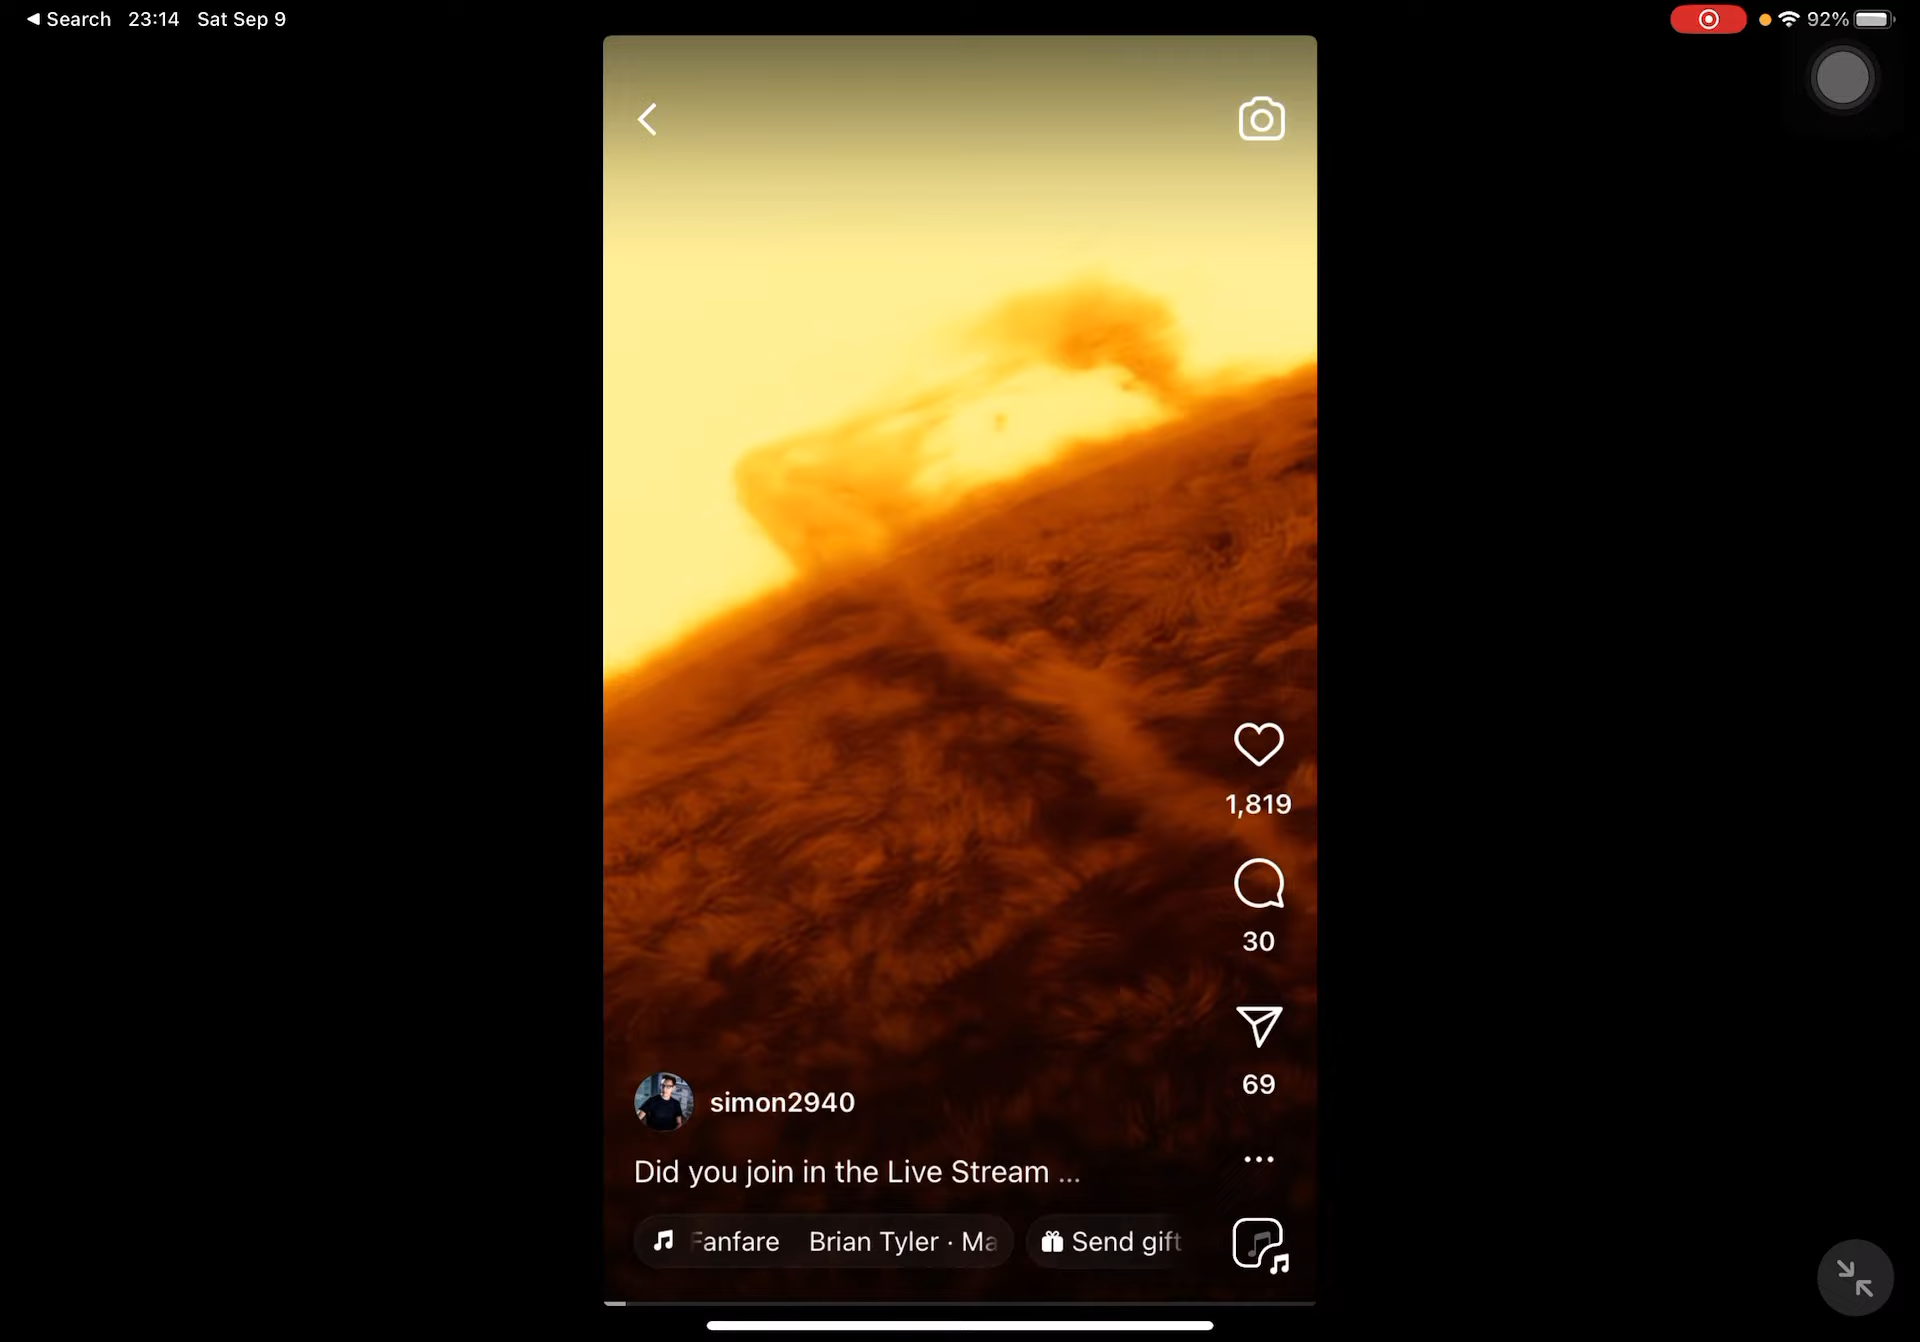 Search 23:14 Sat Sep 9
92%
1,819
30
69
simon2940
Did you join in the Live Stream ...
Fanfare Brian Tyler · Ma
Send gift